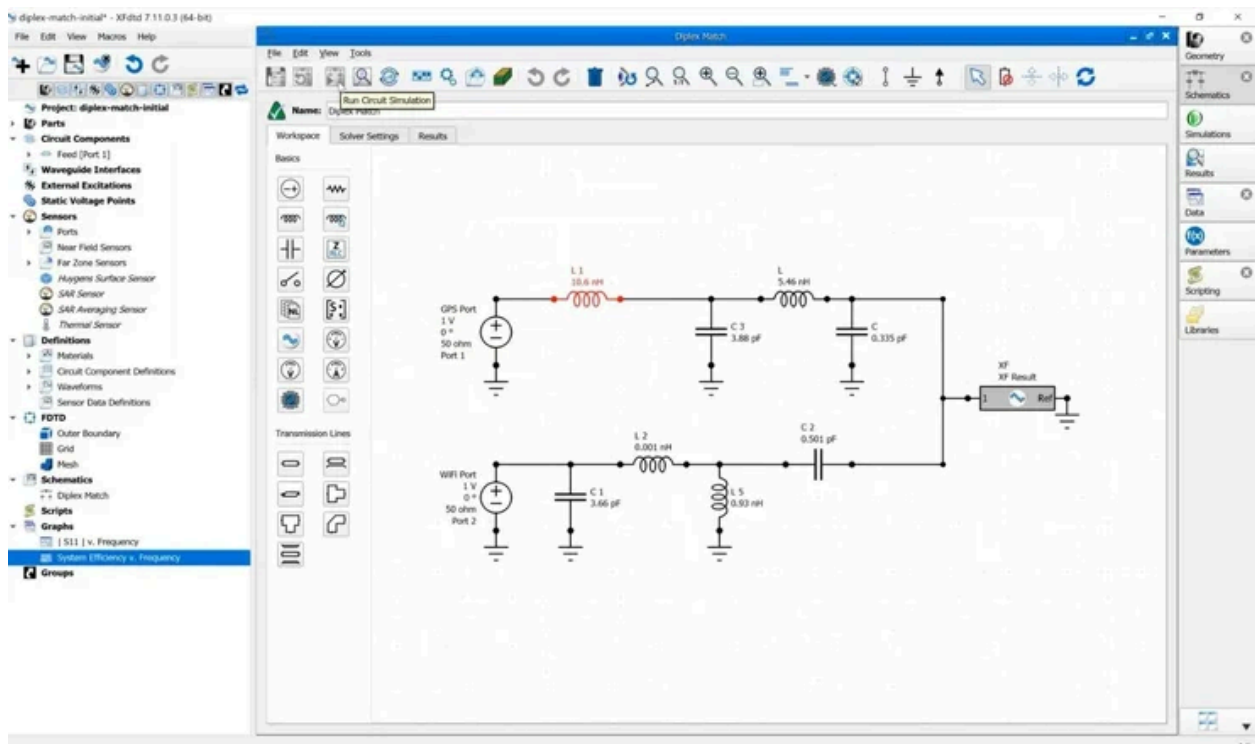 diplex-match-initial* - XFdtd 7.11.0.3 (64-bit)
File Edit View Macros Help
Project: diplex-match-initial
Parts
Circuit Components
Feed [Port 1]
Waveguide Interfaces
External Excitations
Static Voltage Points
Sensors
Ports
Near Field Sensors
Far Zone Sensors
Huygens Surface Sensor
SAR Sensor
SAR Averaging Sensor
Thermal Sensor
Definitions
Materials
Circuit Component Definitions
Waveforms
Sensor Data Definitions
FDTD
Outer Boundary
Grid
Mesh
Schematics
Diplex Match
Scripts
Graphs
| S11 | v. Frequency
System Efficiency v. Frequency
Groups
Diplex Match
File Edit View Tools
Run Circuit Simulation
Name: Diplex Match
Workspace Solver Settings Results
Basics
Transmission Lines
L 1
10.6 nH
L
5.46 nH
GPS Port
1 V
0 °
50 ohm
Port 1
C 3
3.88 pF
C
0.335 pF
XF
XF Result
1
Ref
L 2
0.001 nH
C 2
0.501 pF
WiFi Port
1 V
0 °
50 ohm
Port 2
C 1
3.66 pF
L 5
0.93 nH
Geometry
Schematics
Simulations
Results
Data
f(x)
Parameters
Scripting
Libraries